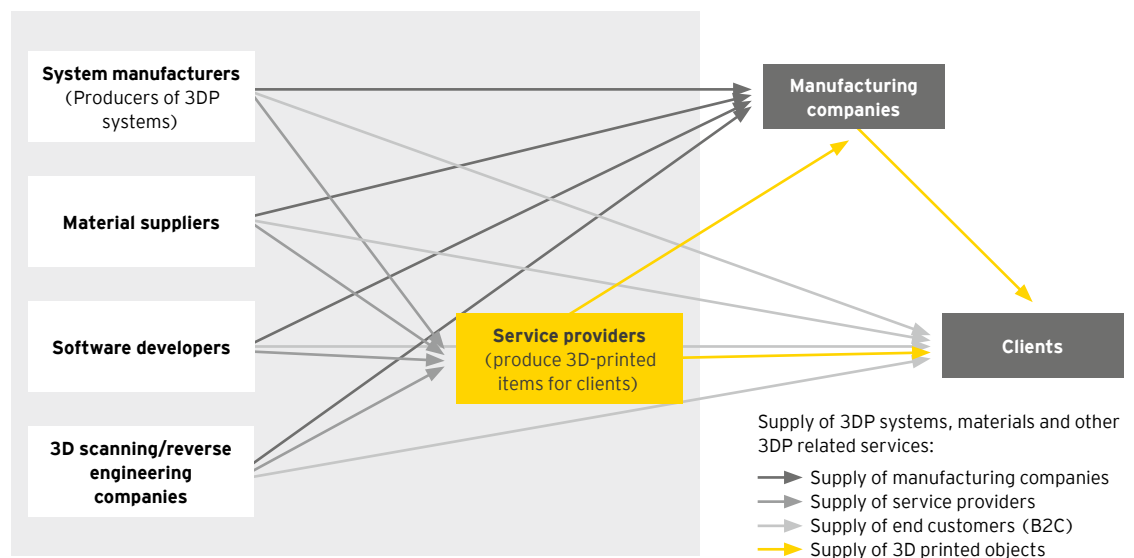 System manufacturers
(Producers of 3DP
systems)
Material suppliers
Software developers
3D scanning/reverse
engineering
companies
Service providers
(produce 3D-printed
items for clients)
Manufacturing
companies
Clients
Supply of 3DP systems, materials and other
3DP related services:
Supply of manufacturing companies
Supply of service providers
Supply of end customers (B2C)
Supply of 3D printed objects